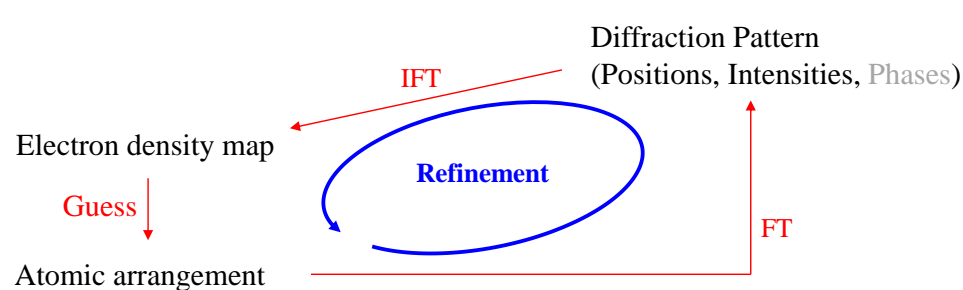 Diffraction Pattern
(Positions, Intensities, Phases)
IFT
Electron density map
Refinement
Guess
FT
Atomic arrangement